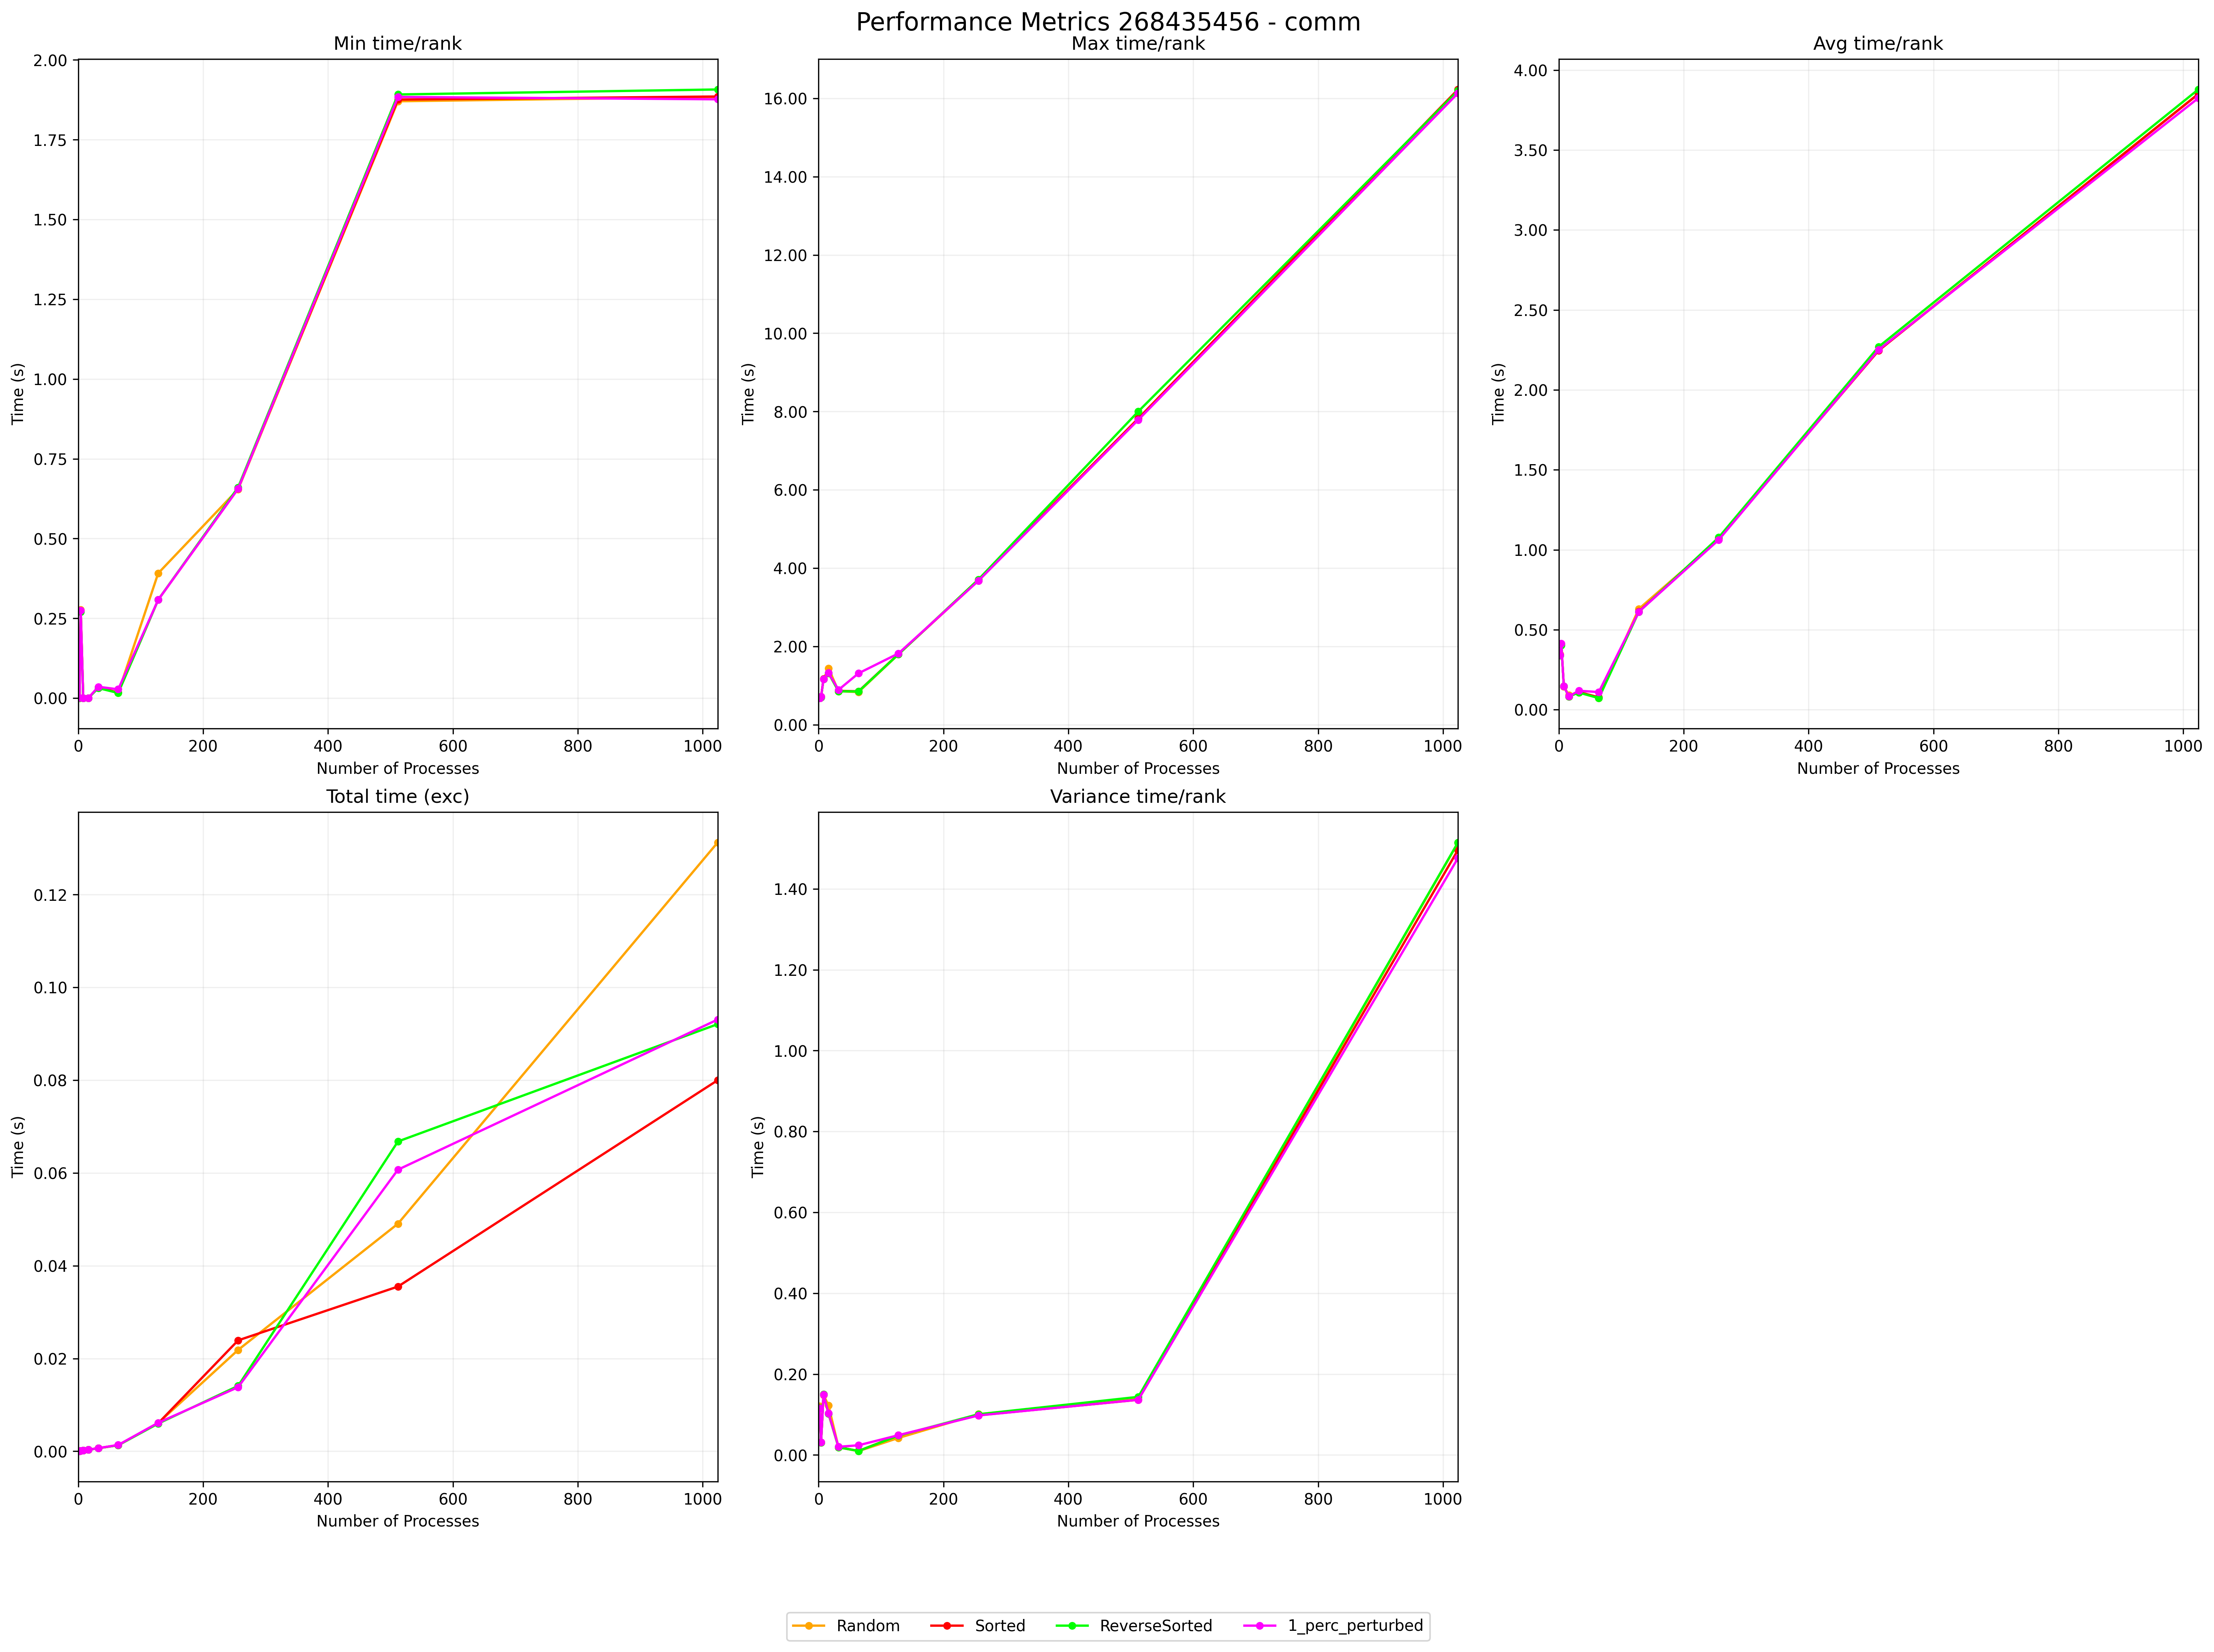 Performance Metrics 268435456 - comm
Min time/rank
2.00
1.75
1.50
1.25
1.00
0.75
0.50
0.25
0.00
Time (s)
0 200 400 600 800 1000
Number of Processes
Max time/rank
16.00
14.00
12.00
10.00
8.00
6.00
4.00
2.00
0.00
Time (s)
0 200 400 600 800 1000
Number of Processes
Avg time/rank
4.00
3.50
3.00
2.50
2.00
1.50
1.00
0.50
0.00
Time (s)
0 200 400 600 800 1000
Number of Processes
Total time (exc)
0.12
0.10
0.08
0.06
0.04
0.02
0.00
Time (s)
0 200 400 600 800 1000
Number of Processes
Variance time/rank
1.40
1.20
1.00
0.80
0.60
0.40
0.20
0.00
Time (s)
0 200 400 600 800 1000
Number of Processes
Random Sorted ReverseSorted 1_perc_perturbed